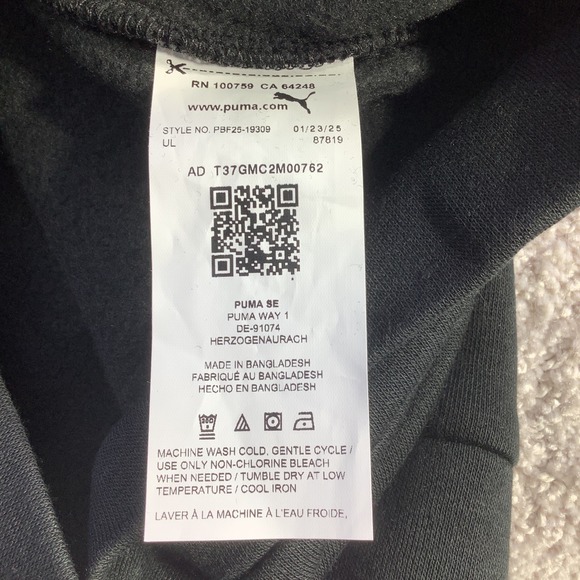 RN 100759 CA 64248
www.puma.com
STYLE NO. PBF25-19309 01/23/25
UL 87819
AD T37GMC2M00762
PUMA SE
PUMA WAY 1
DE-91074
HERZOGENAURACH
MADE IN BANGLADESH
FABRIQUÉ AU BANGLADESH
HECHO EN BANGLADESH
MACHINE WASH COLD, GENTLE CYCLE /
USE ONLY NON-CHLORINE BLEACH
WHEN NEEDED / TUMBLE DRY AT LOW
TEMPERATURE / COOL IRON
LAVER À LA MACHINE À L'EAU FROIDE,